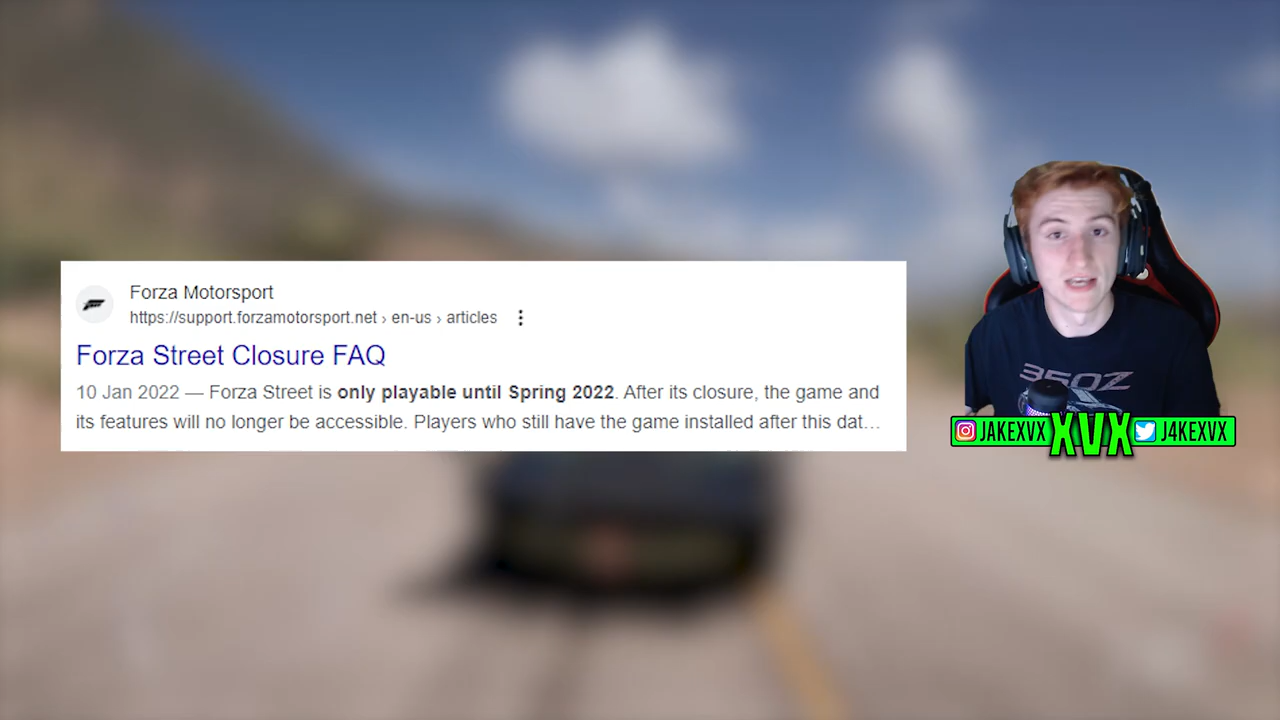 Forza Motorsport
https://support.forzamotorsport.net › en-us › articles
Forza Street Closure FAQ
10 Jan 2022 — Forza Street is only playable until Spring 2022. After its closure, the game and
its features will no longer be accessible. Players who still have the game installed after this dat…
350Z
JAKEXVX XVX J4KEXVX